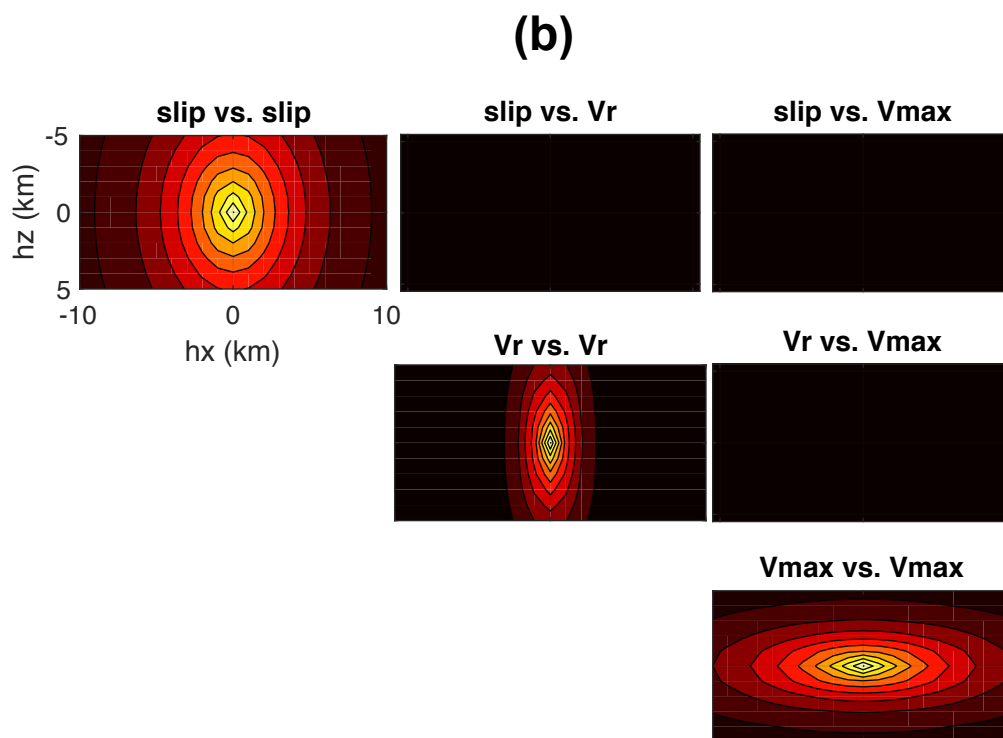 (b)
slip vs. slip
slip vs. Vr
slip vs. Vmax
-5
0
5
hz (km)
-10
0
10
hx (km)
Vr vs. Vr
Vr vs. Vmax
Vmax vs. Vmax